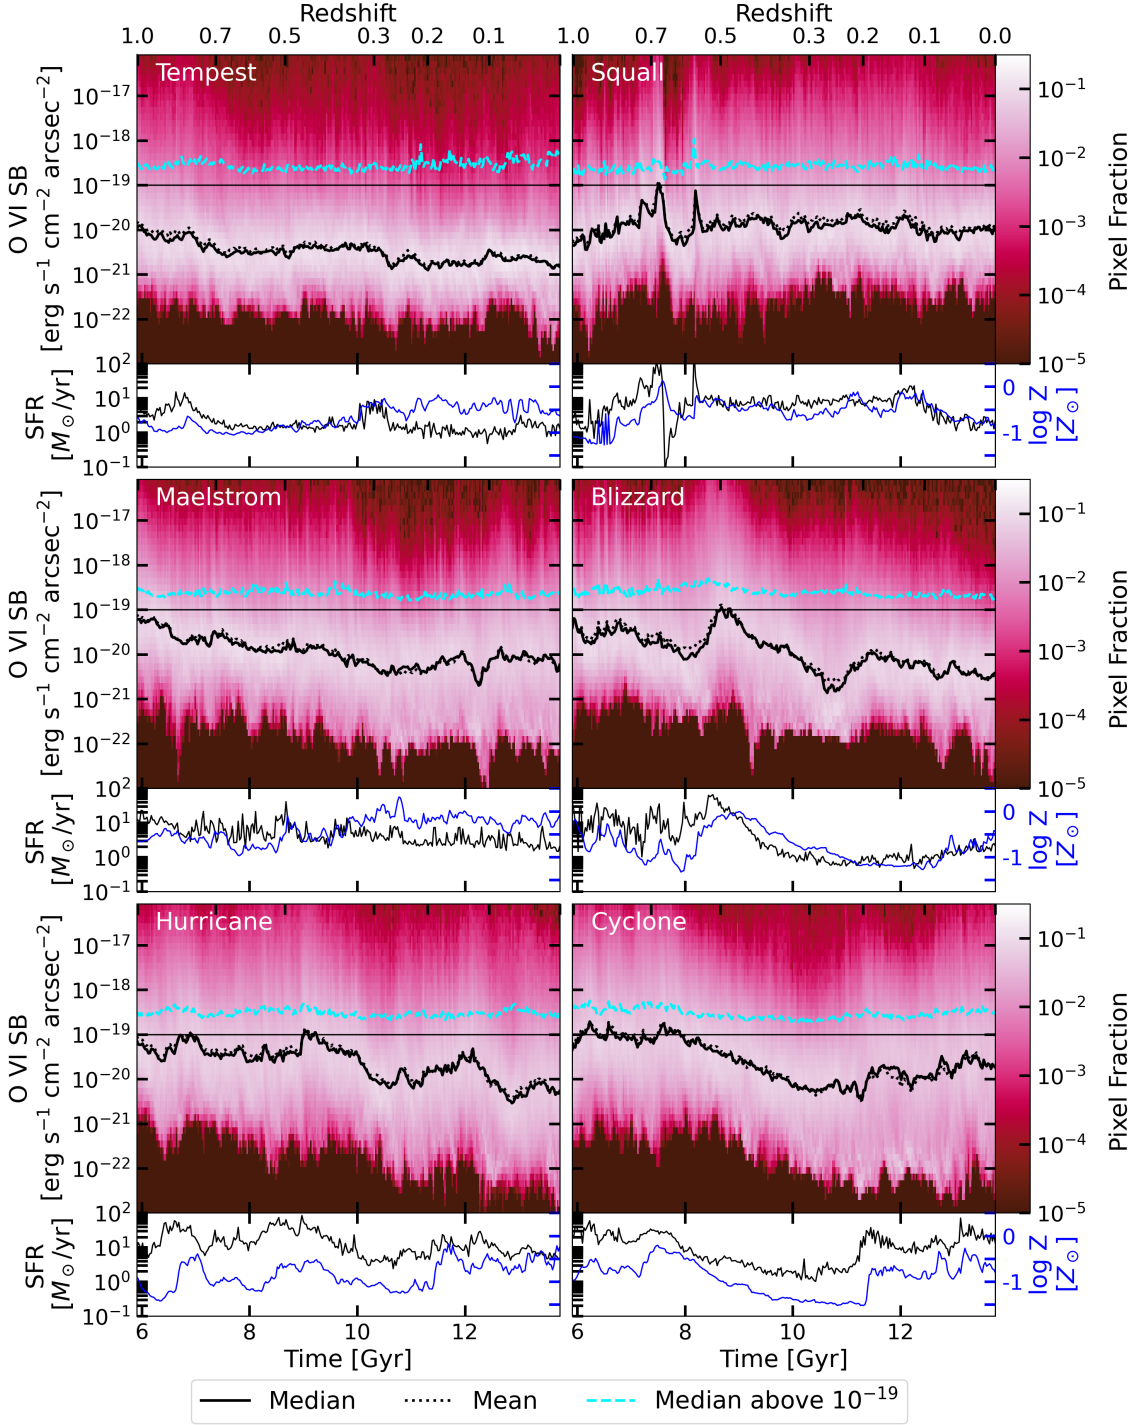 Redshift Redshift
1.0 0.7 0.5 0.3 0.2 0.1 1.0 0.7 0.5 0.3 0.2 0.1 0.0
Tempest Squall
O VI SB
[erg s⁻¹ cm⁻² arcsec⁻²]
10⁻¹⁷
10⁻¹⁸
10⁻¹⁹
10⁻²⁰
10⁻²¹
10⁻²²
10⁻¹
10⁻²
10⁻³
10⁻⁴
10⁻⁵
Pixel Fraction
SFR
[M⊙/yr]
10²
10¹
10⁰
10⁻¹
0
-1
log Z
[Z⊙]
Maelstrom Blizzard
O VI SB
[erg s⁻¹ cm⁻² arcsec⁻²]
10⁻¹⁷
10⁻¹⁸
10⁻¹⁹
10⁻²⁰
10⁻²¹
10⁻²²
10⁻¹
10⁻²
10⁻³
10⁻⁴
10⁻⁵
Pixel Fraction
SFR
[M⊙/yr]
10²
10¹
10⁰
10⁻¹
0
-1
log Z
[Z⊙]
Hurricane Cyclone
O VI SB
[erg s⁻¹ cm⁻² arcsec⁻²]
10⁻¹⁷
10⁻¹⁸
10⁻¹⁹
10⁻²⁰
10⁻²¹
10⁻²²
10⁻¹
10⁻²
10⁻³
10⁻⁴
10⁻⁵
Pixel Fraction
SFR
[M⊙/yr]
10²
10¹
10⁰
10⁻¹
0
-1
log Z
[Z⊙]
6 8 10 12 6 8 10 12
Time [Gyr] Time [Gyr]
Median Mean Median above 10⁻¹⁹